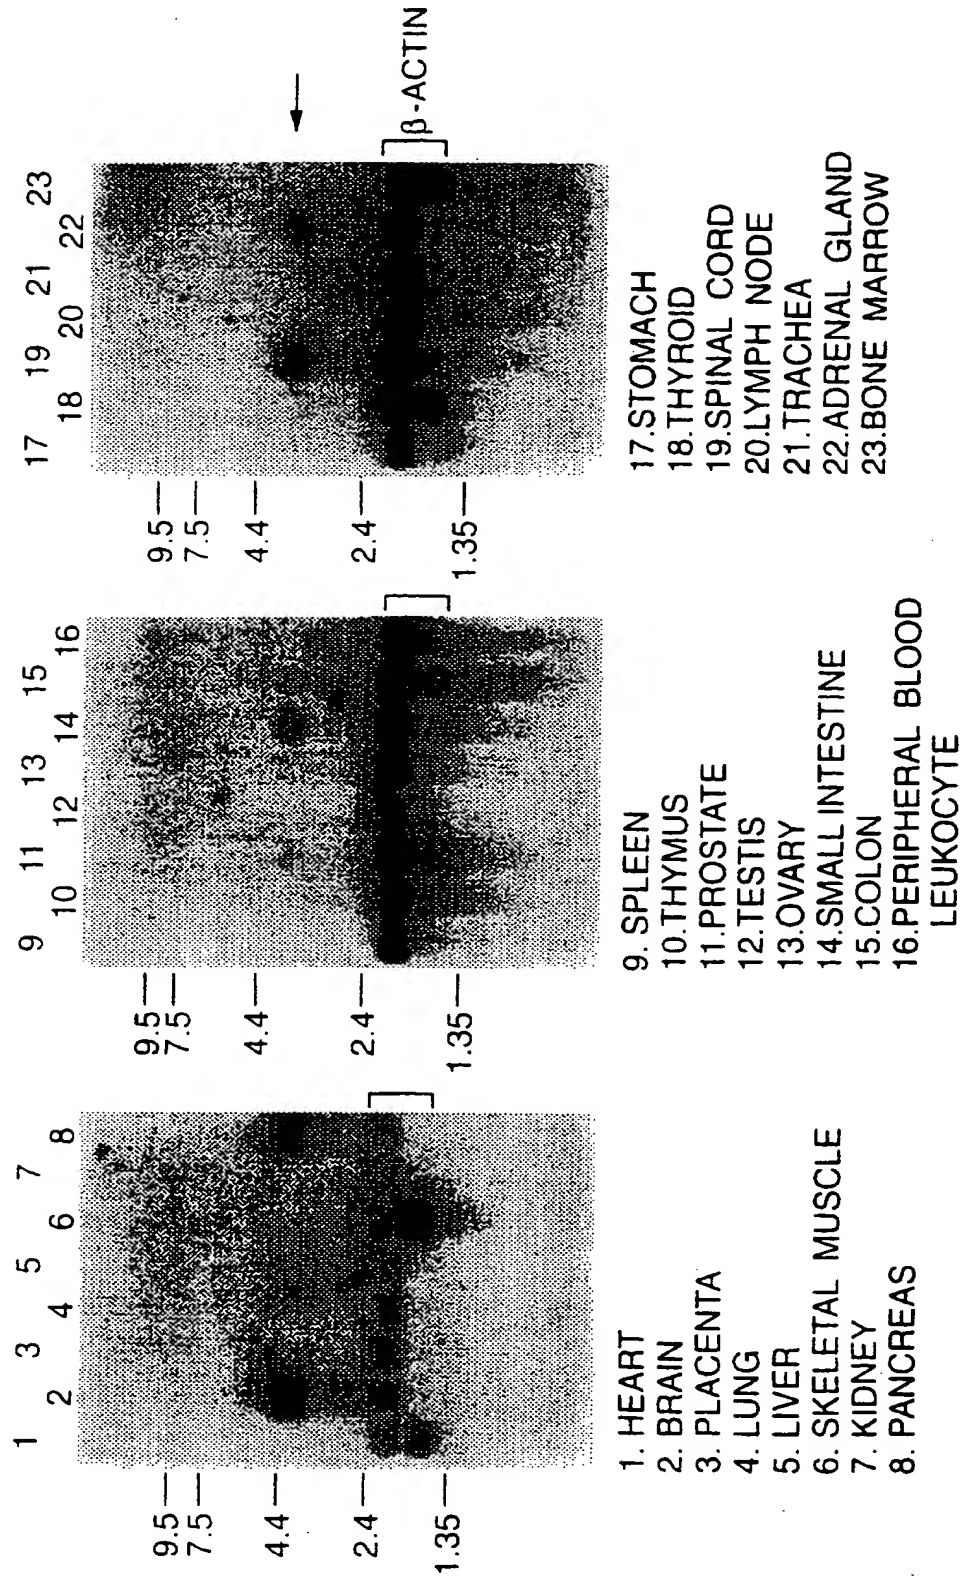 1 2 3 4 5 6 7 8
9.5
7.5
4.4
2.4
1.35
1. HEART
2. BRAIN
3. PLACENTA
4. LUNG
5. LIVER
6. SKELETAL MUSCLE
7. KIDNEY
8. PANCREAS
9 10 11 12 13 14 15 16
9.5
7.5
4.4
2.4
1.35
9. SPLEEN
10.THYMUS
11.PROSTATE
12.TESTIS
13.OVARY
14.SMALL INTESTINE
15.COLON
16.PERIPHERAL BLOOD
LEUKOCYTE
17 18 19 20 21 22 23
9.5
7.5
4.4
2.4
1.35
β-ACTIN
17.STOMACH
18.THYROID
19.SPINAL CORD
20.LYMPH NODE
21.TRACHEA
22.ADRENAL GLAND
23.BONE MARROW